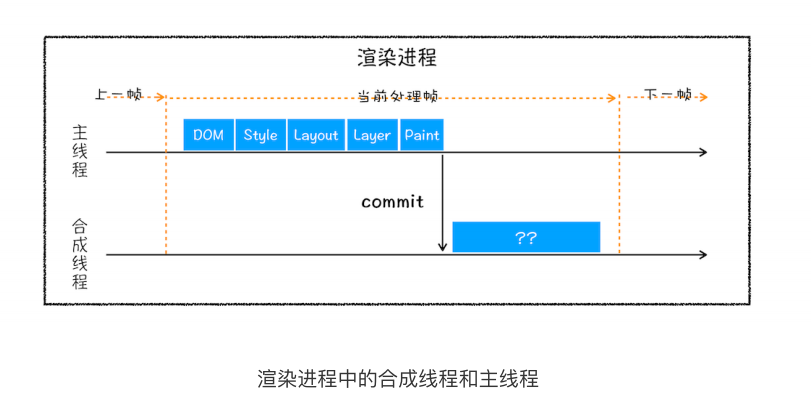 渲染进程
上一帧
当前处理帧
下一帧
主线程
DOM Style Layout Layer Paint
commit
合成线程
??
渲染进程中的合成线程和主线程